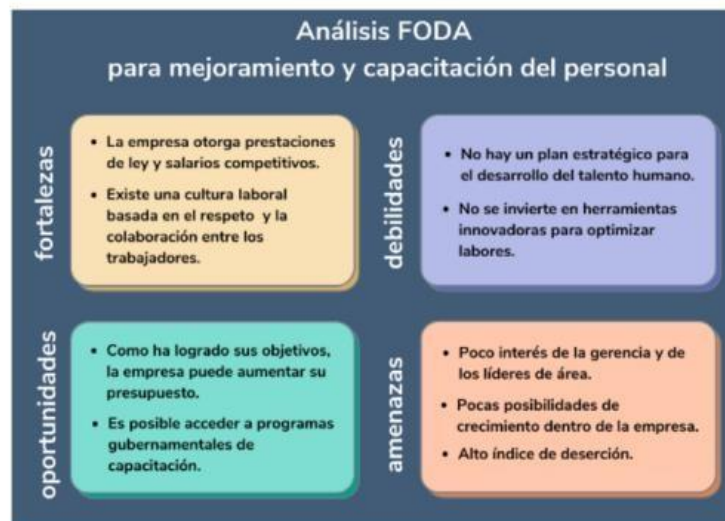 Análisis FODA
para mejoramiento y capacitación del personal
fortalezas
• La empresa otorga prestaciones
de ley y salarios competitivos.
• Existe una cultura laboral
basada en el respeto y la
colaboración entre los
trabajadores.
debilidades
• No hay un plan estratégico para
el desarrollo del talento humano.
• No se invierte en herramientas
innovadoras para optimizar
labores.
oportunidades
• Como ha logrado sus objetivos,
la empresa puede aumentar su
presupuesto.
• Es posible acceder a programas
gubernamentales de
capacitación.
amenazas
• Poco interés de la gerencia y de
los líderes de área.
• Pocas posibilidades de
crecimiento dentro de la empresa.
• Alto índice de deserción.